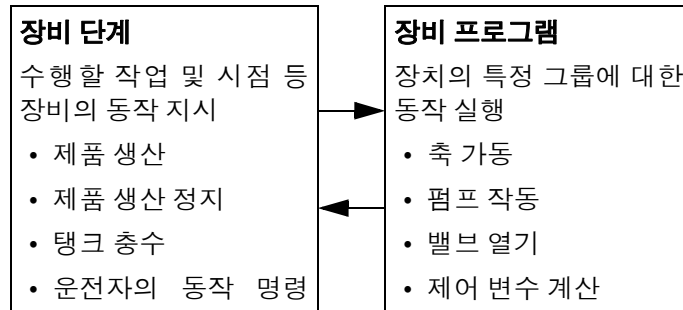 장비 단계
수행할 작업 및 시점 등
장비의 동작 지시
• 제품 생산
• 제품 생산 정지
• 탱크 충수
• 운전자의 동작 명령
장비 프로그램
장치의 특정 그룹에 대한
동작 실행
• 축 가동
• 펌프 작동
• 밸브 열기
• 제어 변수 계산